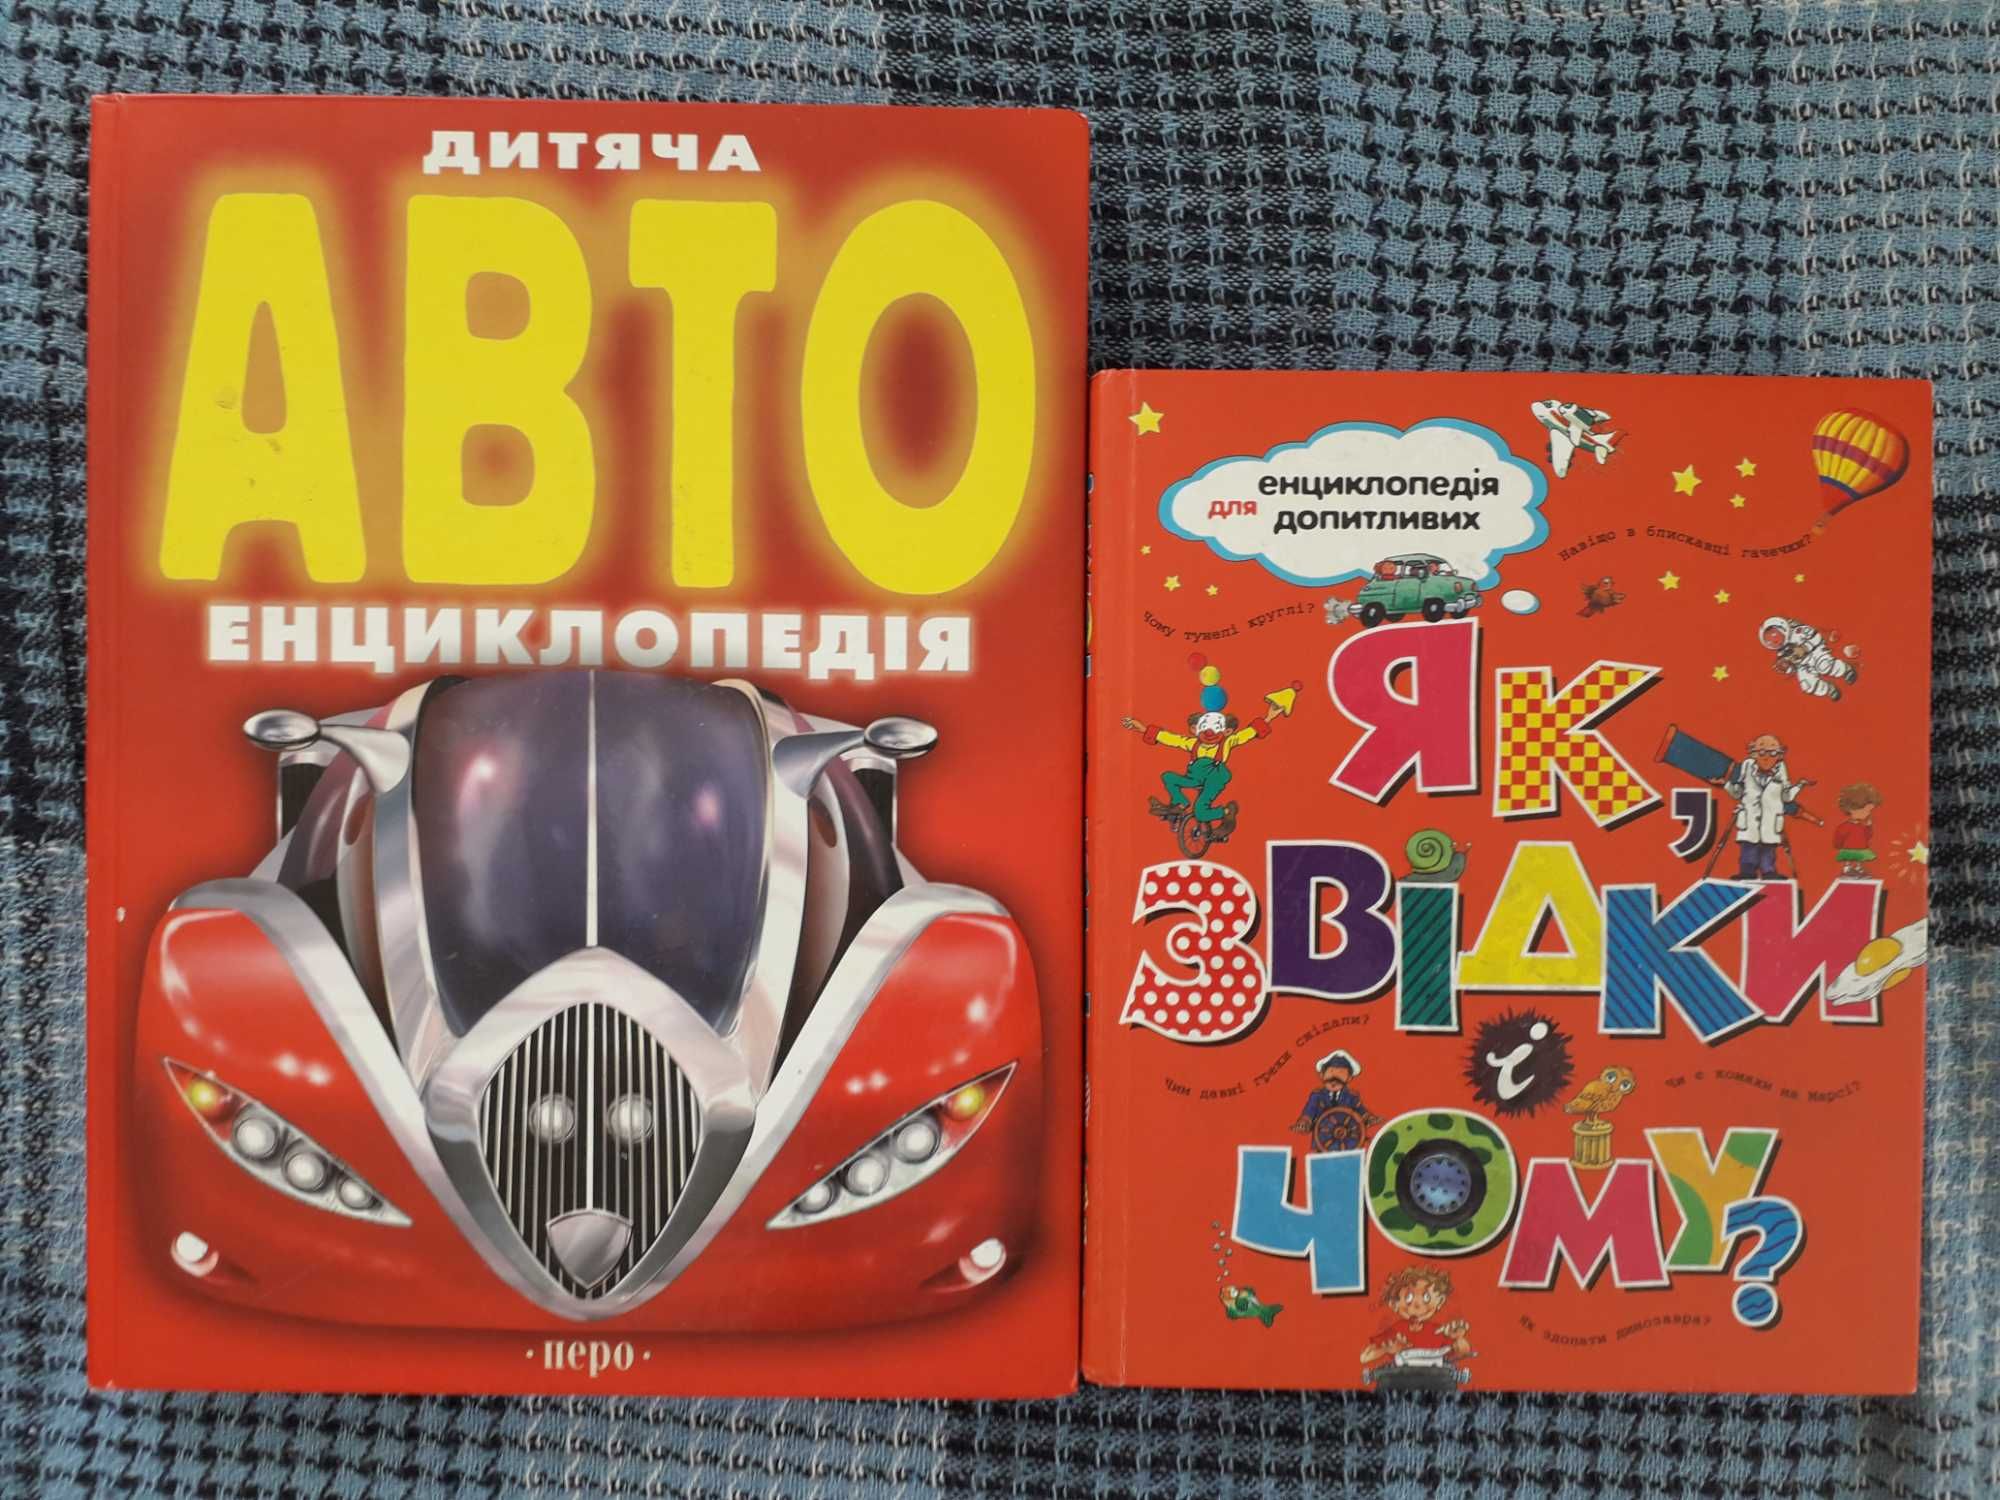 ДИТЯЧА
АВТО
ЕНЦИКЛОПЕДІЯ
·перо·
енциклопедія
для допитливих
Навіщо в блискавці гачечки?
Чому тунелі круглі?
ЯК,
ЗВІДКИ
і
Чим давні греки снідали?
Чи є комахи на Марсі?
ЧОМУ?
Як злопати динозавра?